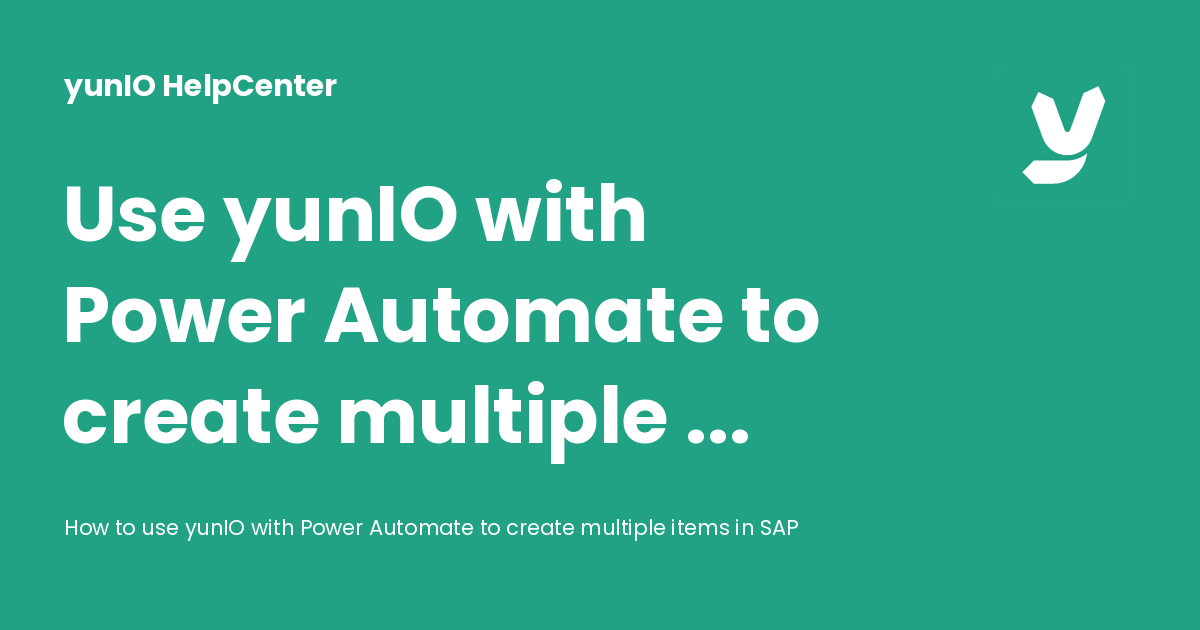 yunIO HelpCenter
Use yunIO with
Power Automate to
create multiple ...
How to use yunIO with Power Automate to create multiple items in SAP